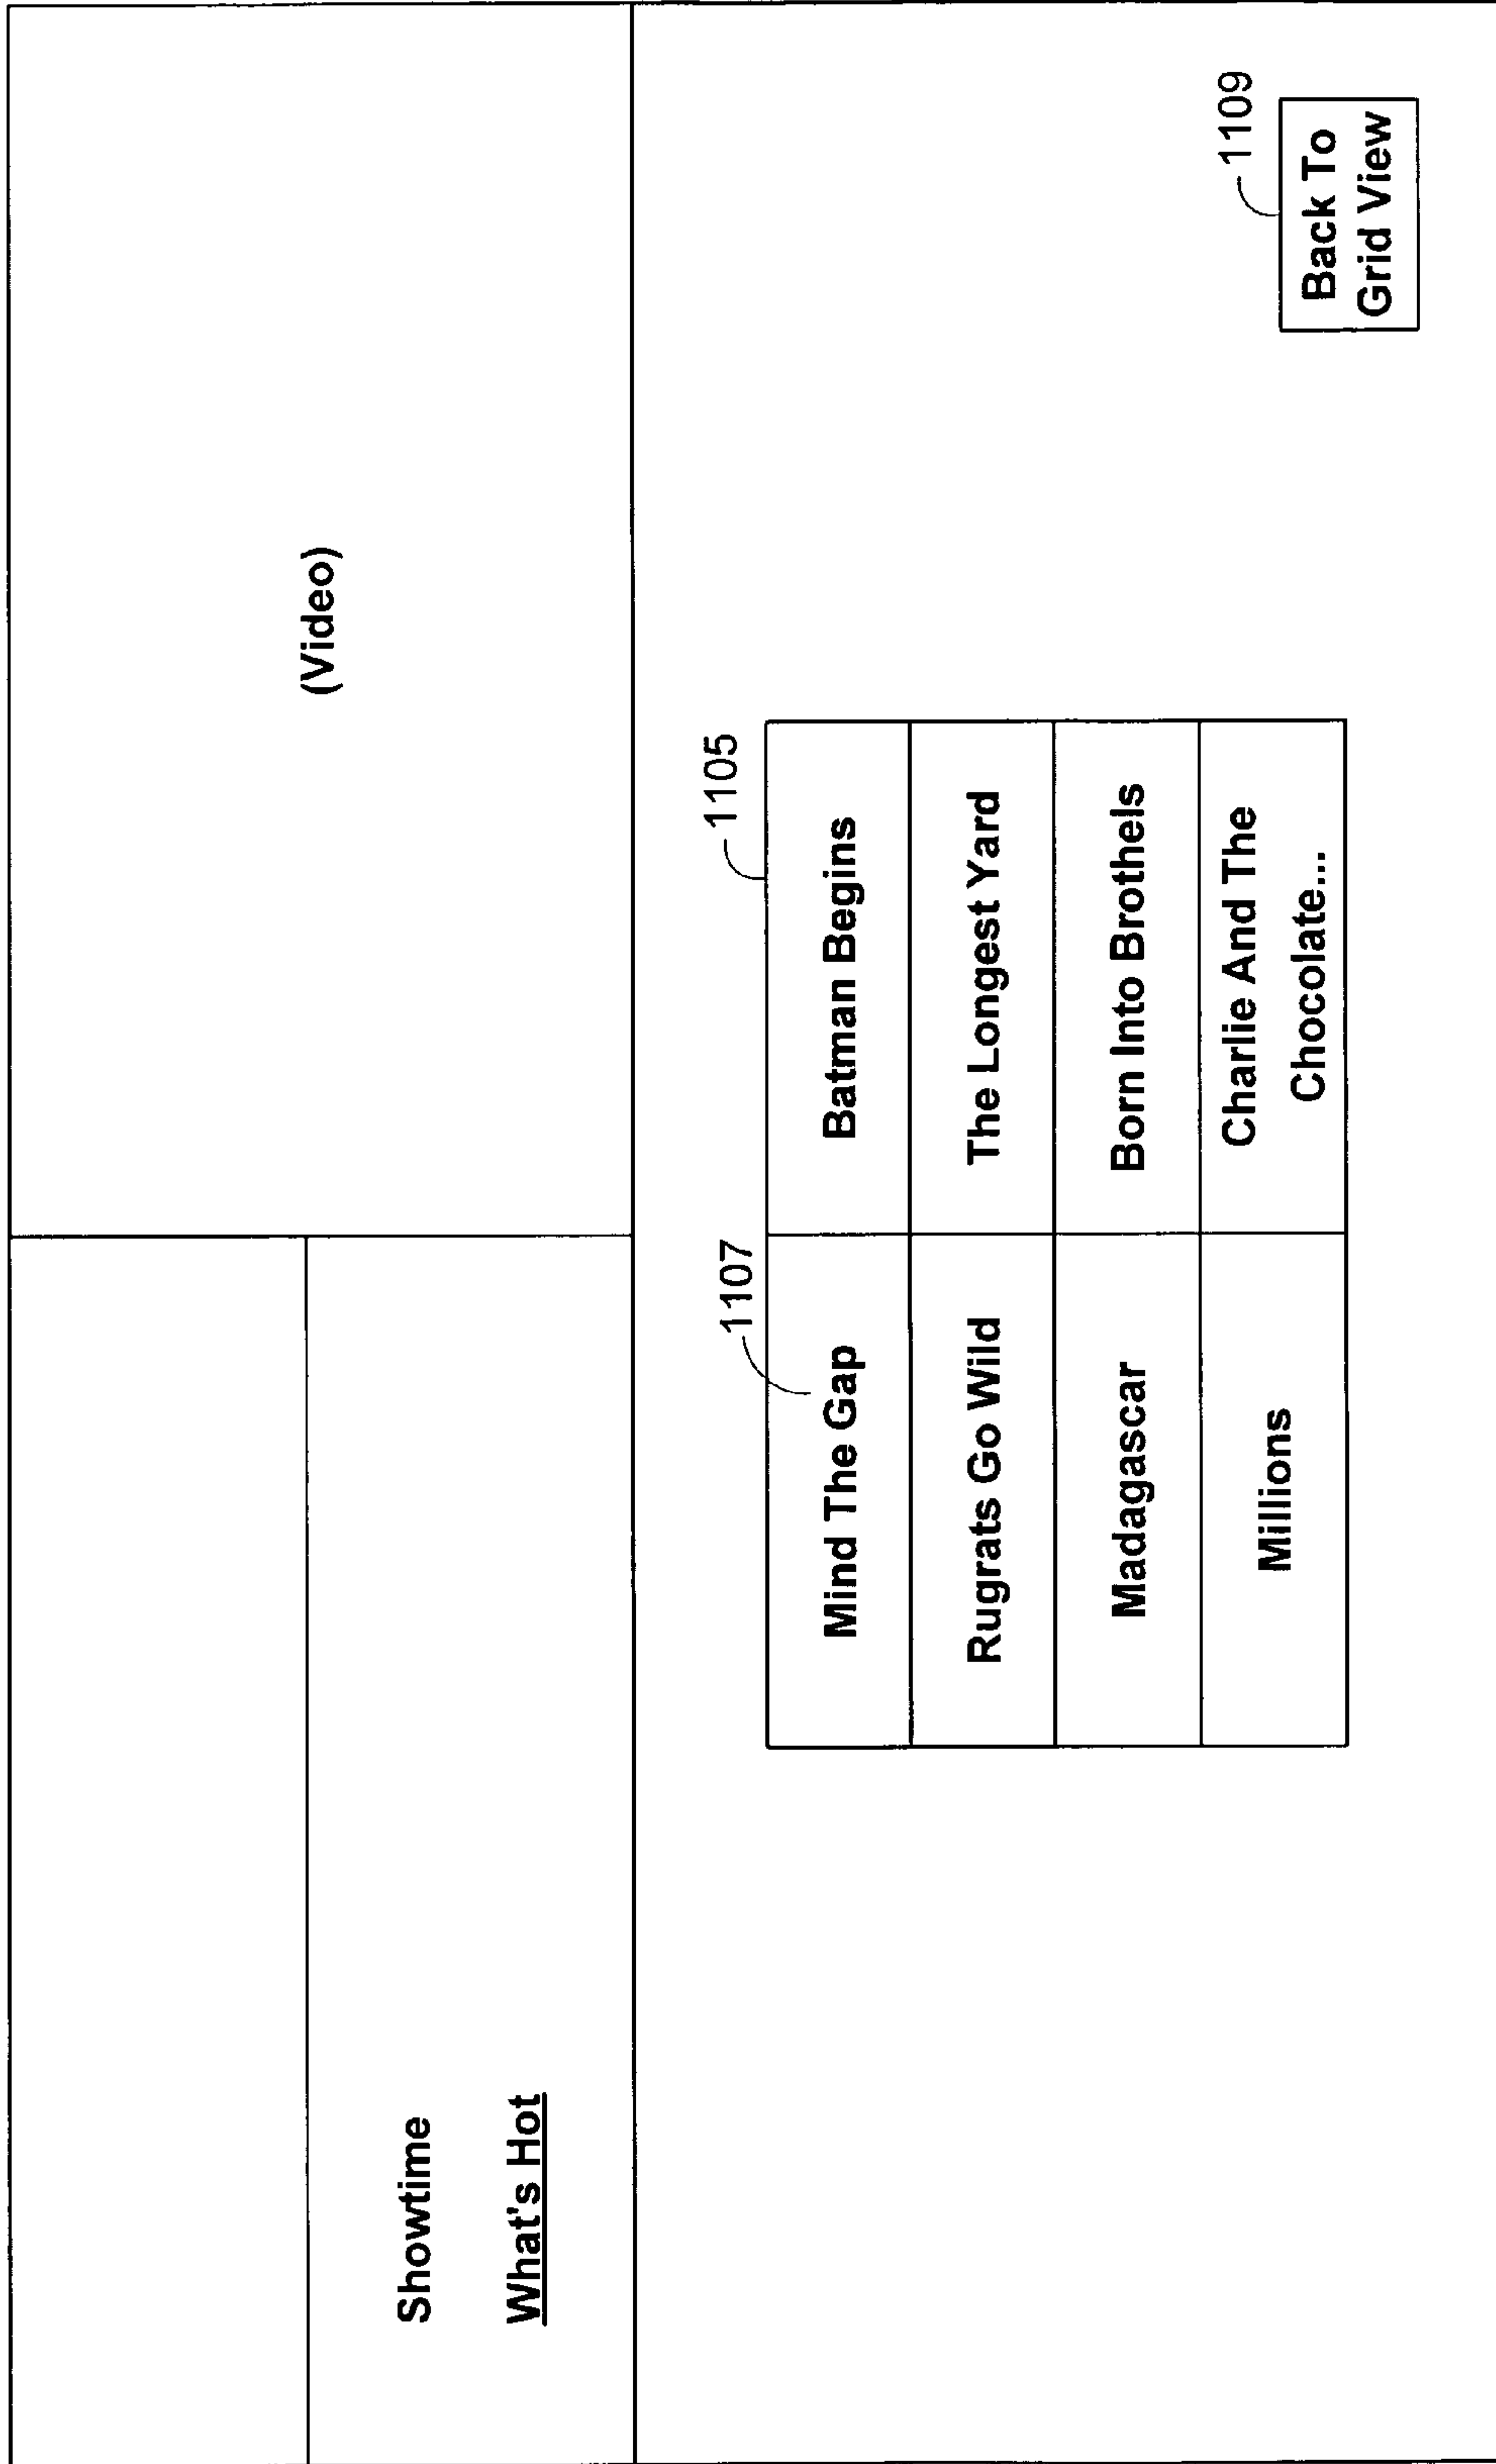 (Video)
Showtime
What's Hot
1107
1105
Mind The Gap
Batman Begins
Rugrats Go Wild
The Longest Yard
Madagascar
Born Into Brothels
Millions
Charlie And The
Chocolate...
1109
Back To
Grid View